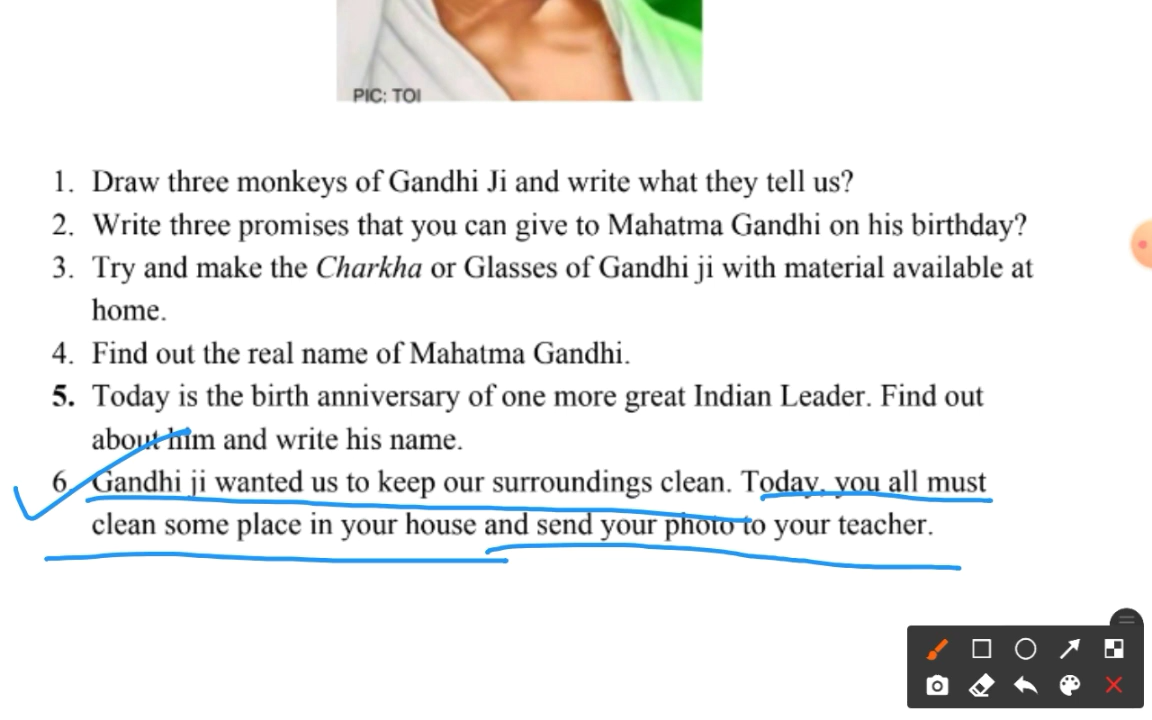 PIC: TOI
1. Draw three monkeys of Gandhi Ji and write what they tell us?
2. Write three promises that you can give to Mahatma Gandhi on his birthday?
3. Try and make the Charkha or Glasses of Gandhi ji with material available at
home.
4. Find out the real name of Mahatma Gandhi.
5. Today is the birth anniversary of one more great Indian Leader. Find out
about him and write his name.
6. Gandhi ji wanted us to keep our surroundings clean. Today, you all must
clean some place in your house and send your photo to your teacher.